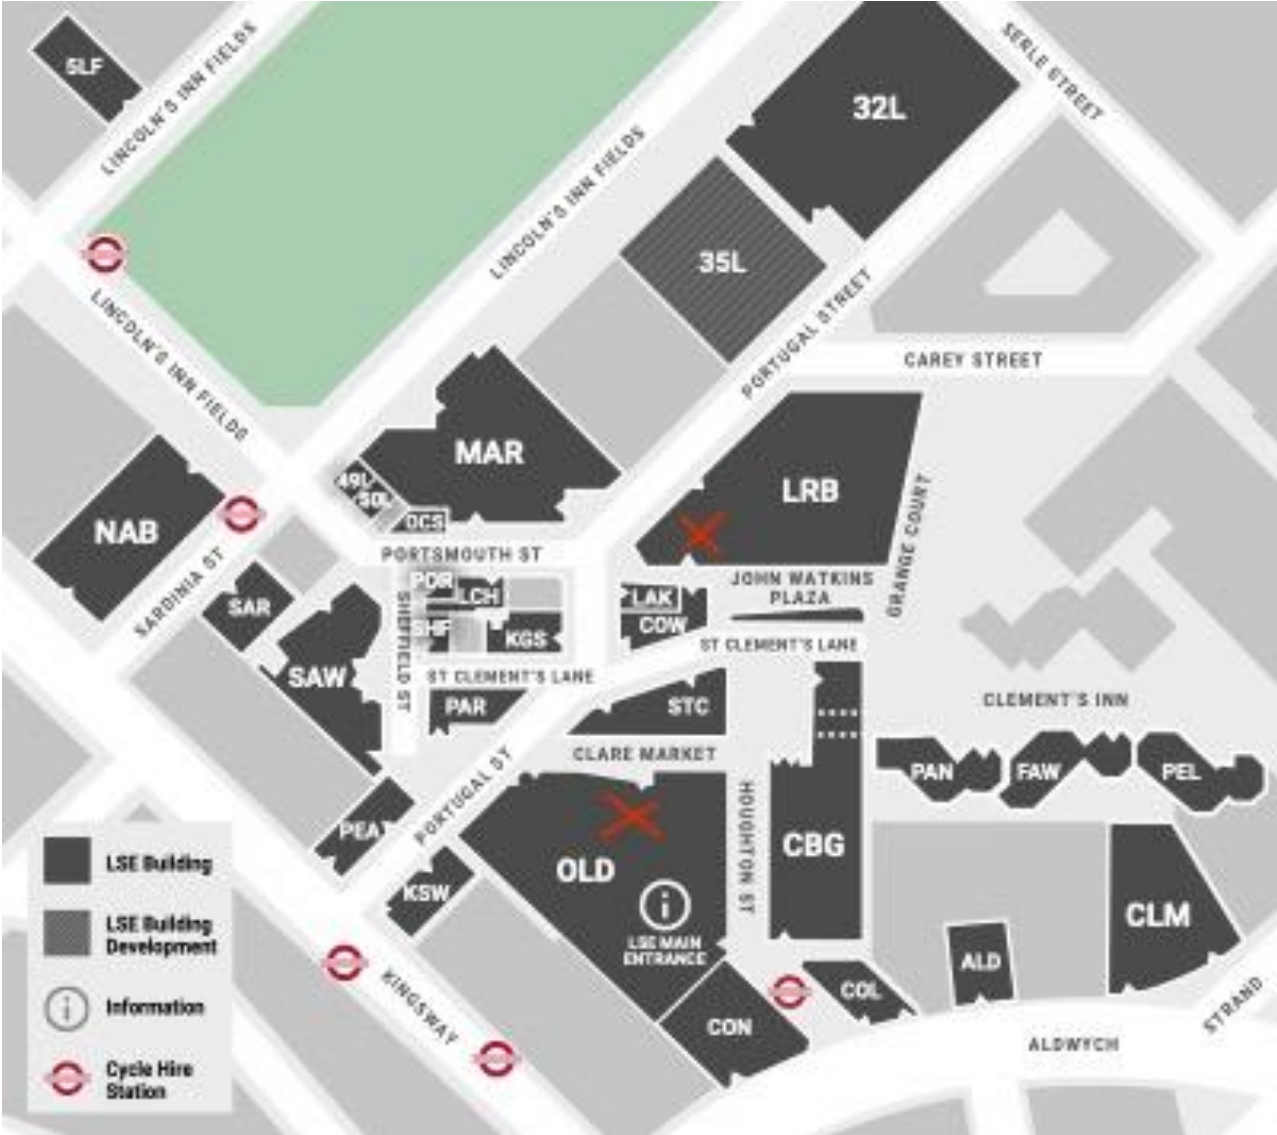 5LF
LINCOLN'S INN FIELDS
SERLE STREET
32L
LINCOLN'S INN FIELDS
35L
LINCOLN'S INN FIELDS
PORTUGAL STREET
CAREY STREET
MAR
49L
50L
OCS
LRB
NAB
GRANGE COURT
PORTSMOUTH ST
SARDINIA ST
POR
LCH
JOHN WATKINS
PLAZA
SAR
SHEFFIELD ST
LAK
SHF
KGS
COW
ST CLEMENT'S LANE
SAW
ST CLEMENT'S LANE
PAR
STC
CLEMENT'S INN
CLARE MARKET
PORTUGAL ST
PAN
FAW
PEL
HOUGHTON ST
PEA
CBG
OLD
KSW
LSE MAIN
ENTRANCE
CLM
ALD
COL
CON
KINGSWAY
STRAND
ALDWYCH
LSE Building
LSE Building
Development
Information
Cycle Hire
Station